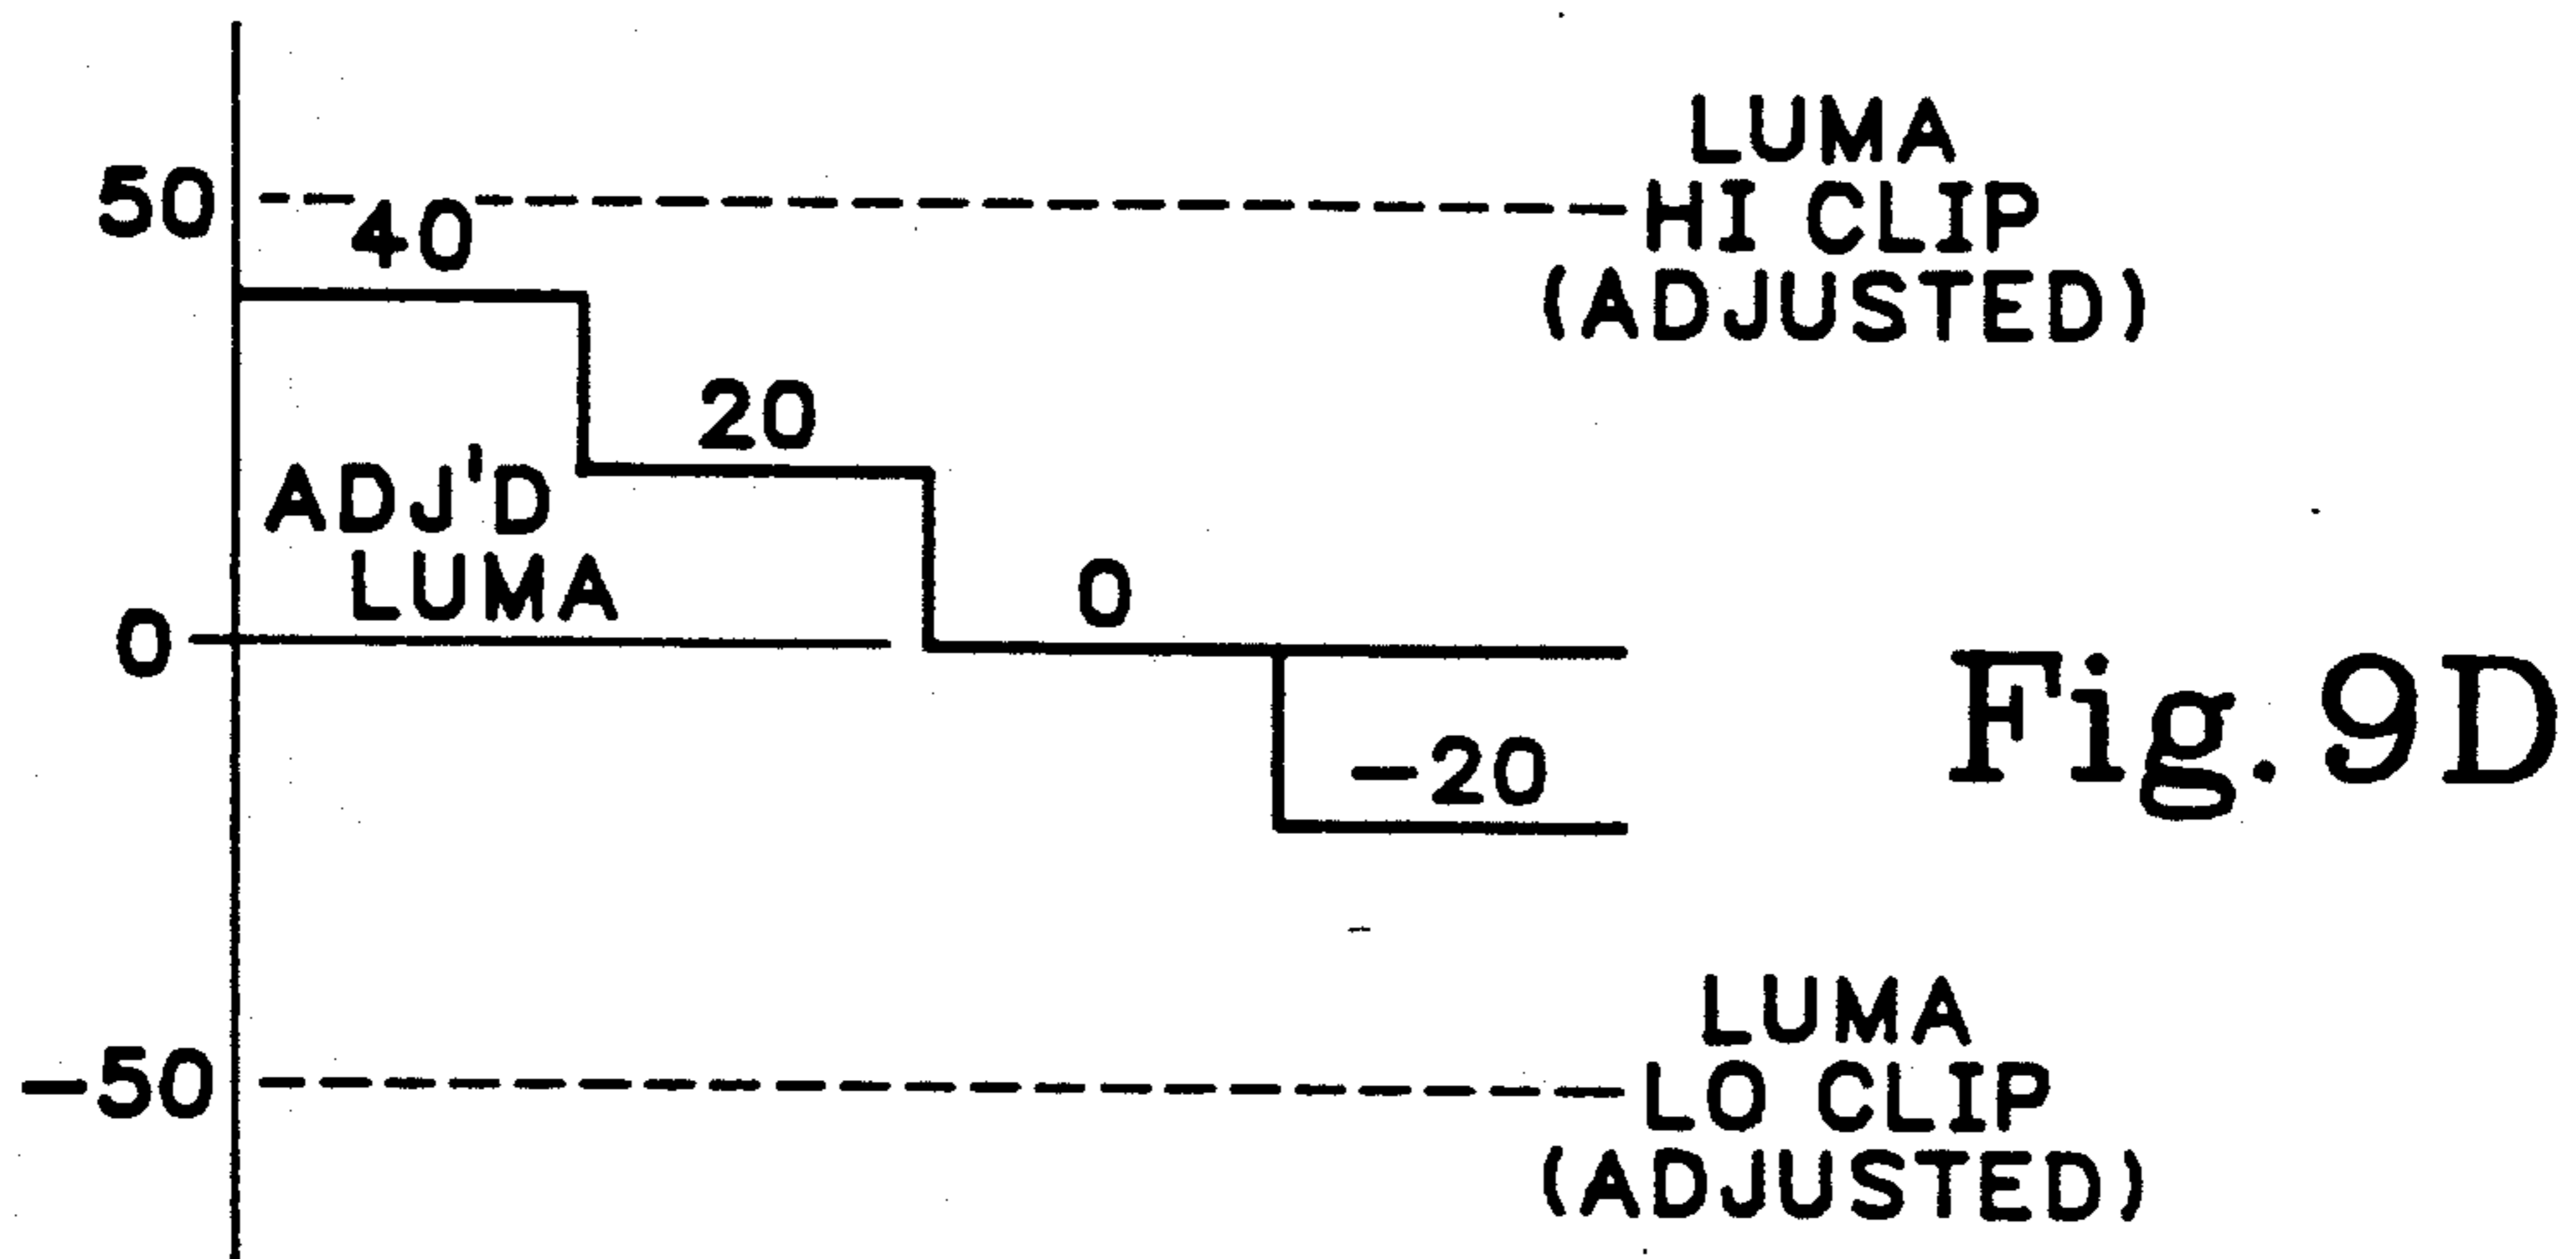 LUMA
50
HI CLIP
40
(ADJUSTED)
20
ADJ'D
LUMA
0
0
Fig. 9D
-20
LUMA
-50
LO CLIP
(ADJUSTED)